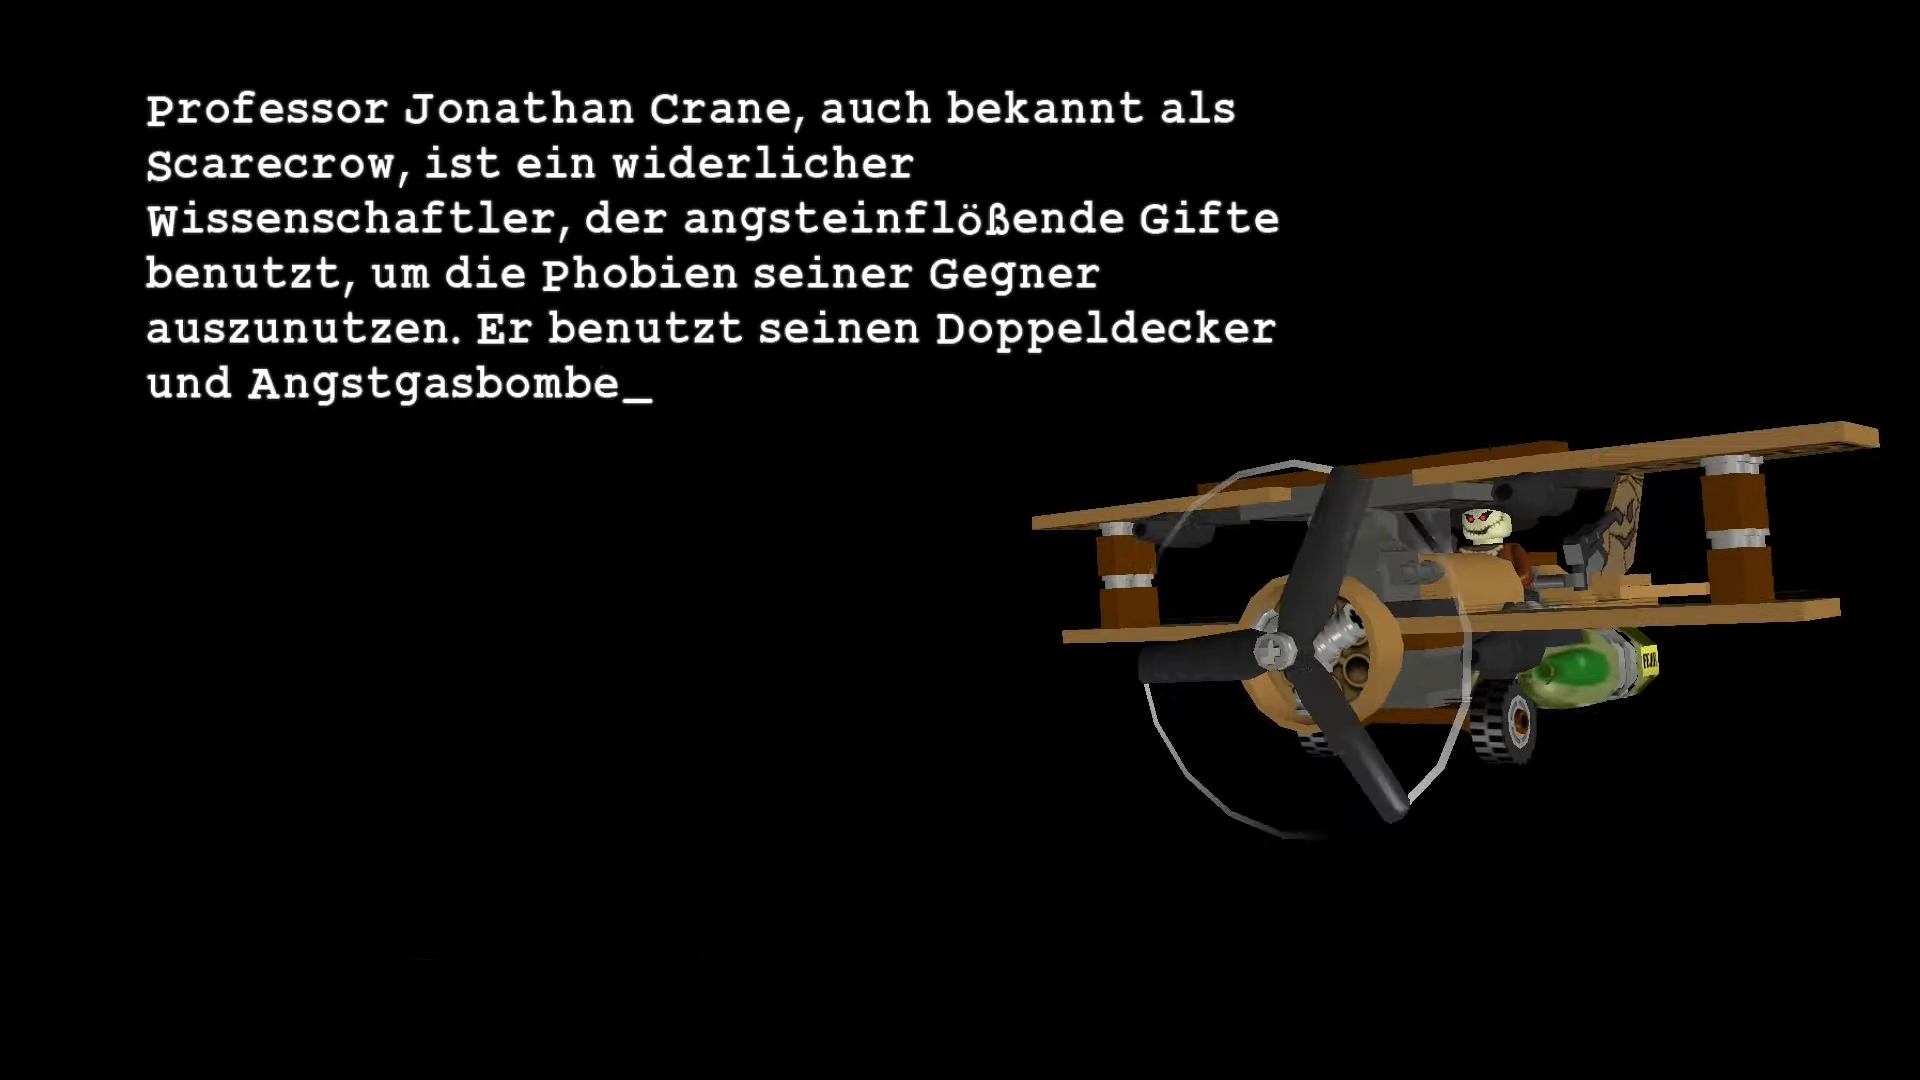 Professor Jonathan Crane, auch bekannt als
Scarecrow, ist ein widerlicher
Wissenschaftler, der angsteinflößende Gifte
benutzt, um die Phobien seiner Gegner
auszunutzen. Er benutzt seinen Doppeldecker
und Angstgasbombe_
FEAR